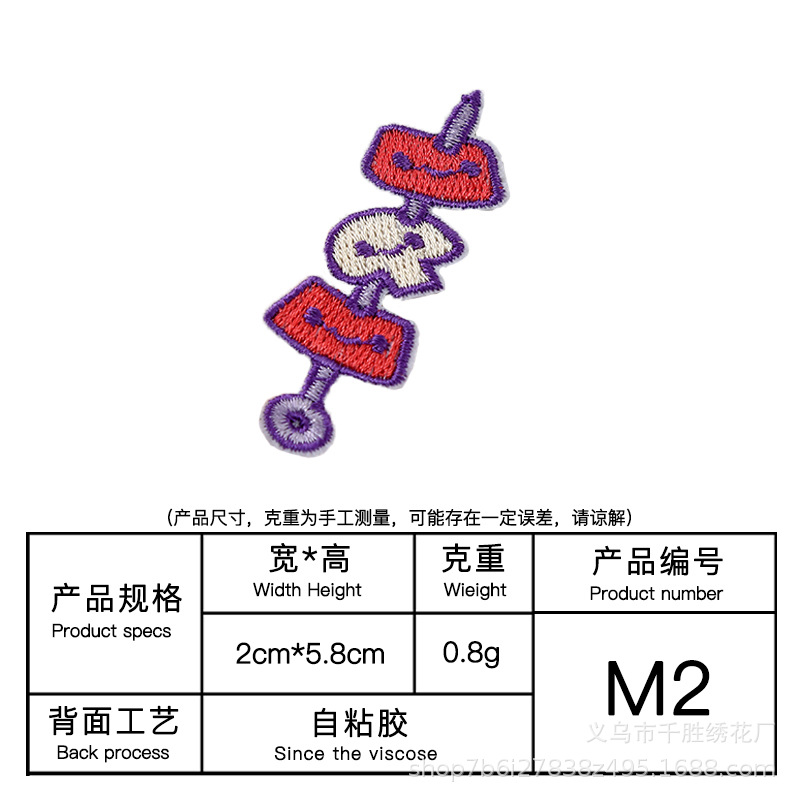 (产品尺寸，克重为手工测量，可能存在一定误差，请谅解)
产品规格
Product specs
宽*高
Width Height
克重
Wieight
产品编号
Product number
2cm*5.8cm
0.8g
M2
背面工艺
Back process
自粘胶
Since the viscose
义乌市千胜绣花厂
shop7b6i27838z495.1688.com